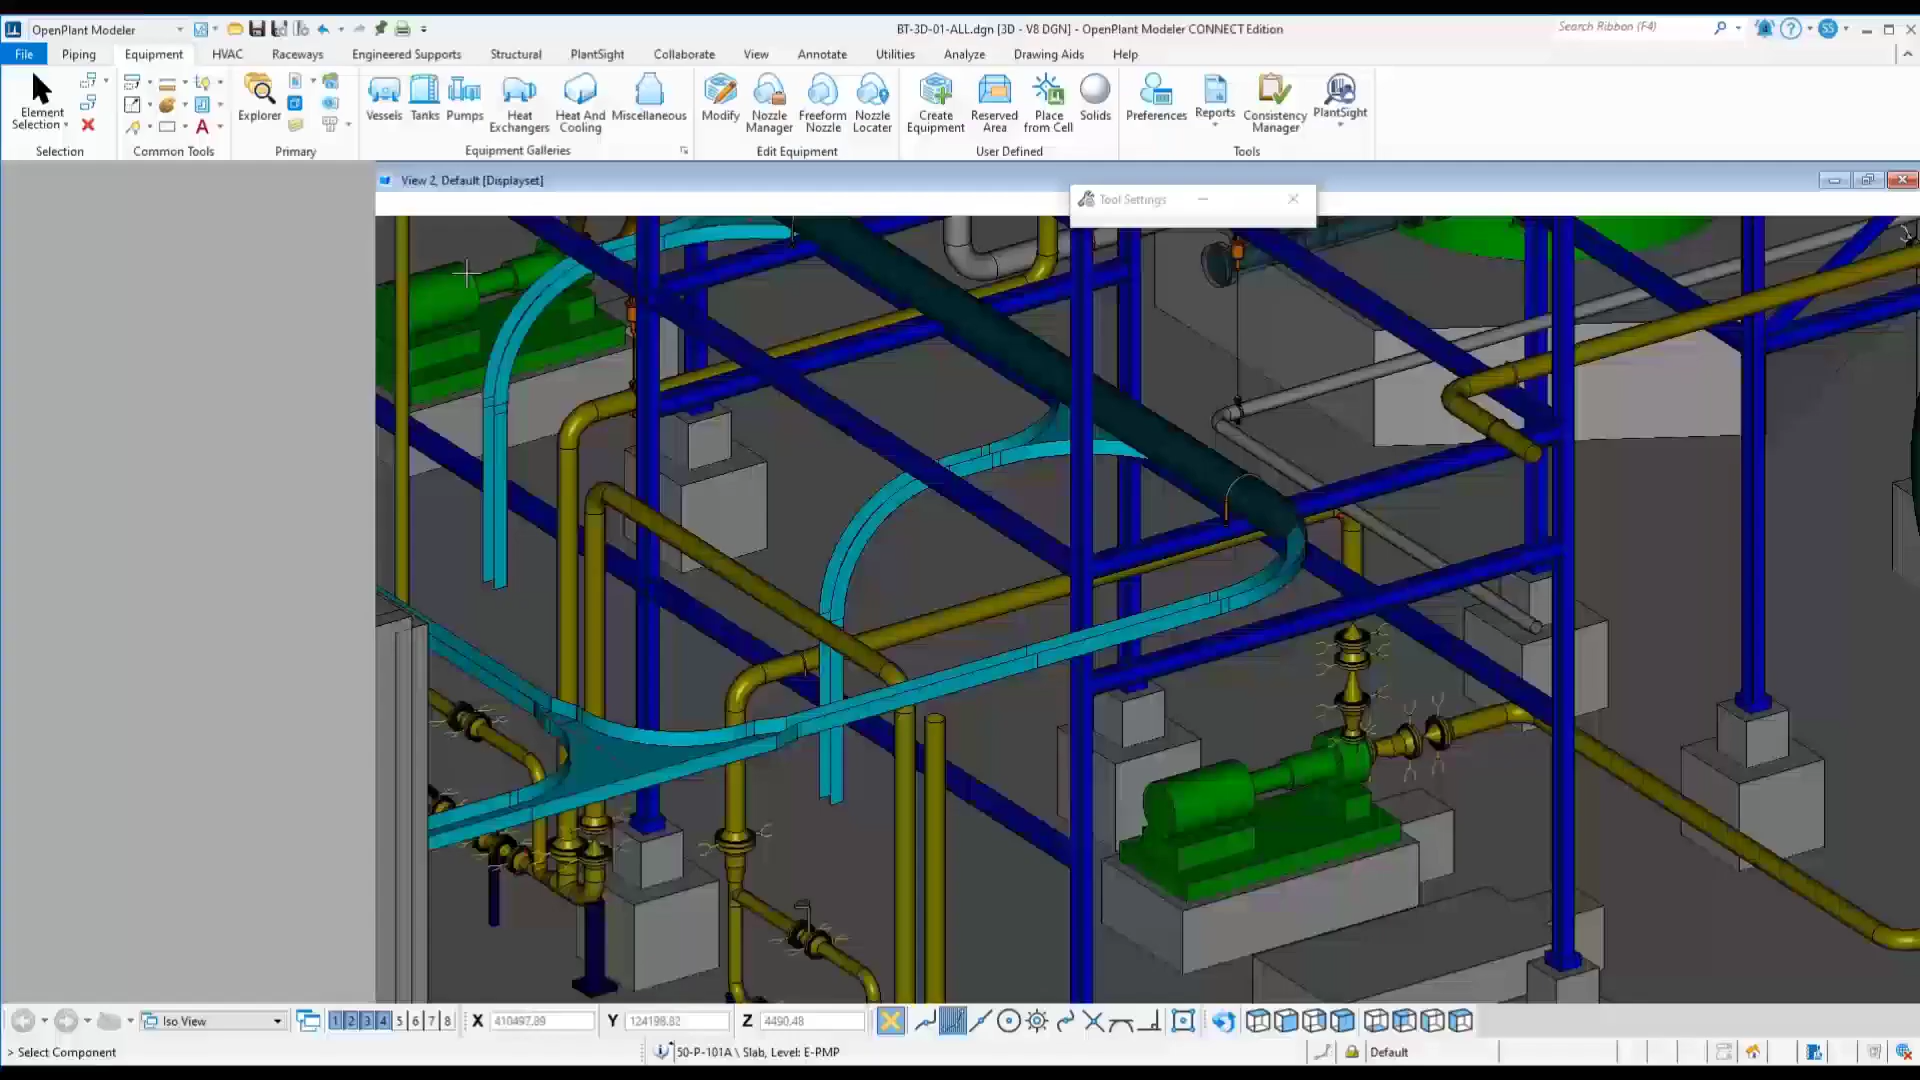 OpenPlant Modeler
BT-3D-01-ALL.dgn [3D - V8 DGN] - OpenPlant Modeler CONNECT Edition
Search Ribbon (F4)
SS
File Piping Equipment HVAC Raceways Engineered Supports Structural PlantSight Collaborate View Annotate Utilities Analyze Drawing Aids Help
Element Selection
Explorer
Vessels Tanks Pumps Heat Exchangers Heat And Cooling Miscellaneous
Modify Nozzle Manager Freeform Nozzle Nozzle Locater
Create Equipment Reserved Area Place from Cell Solids
Preferences Reports Consistency Manager PlantSight
Selection Common Tools Primary Equipment Galleries Edit Equipment User Defined Tools
View 2, Default [Displayset]
Tool Settings
Iso View 1 2 3 4 5 6 7 8 X 410497.89 Y 124198.82 Z 4490.48
> Select Component 50-P-101A \ Slab, Level: E-PMP Default